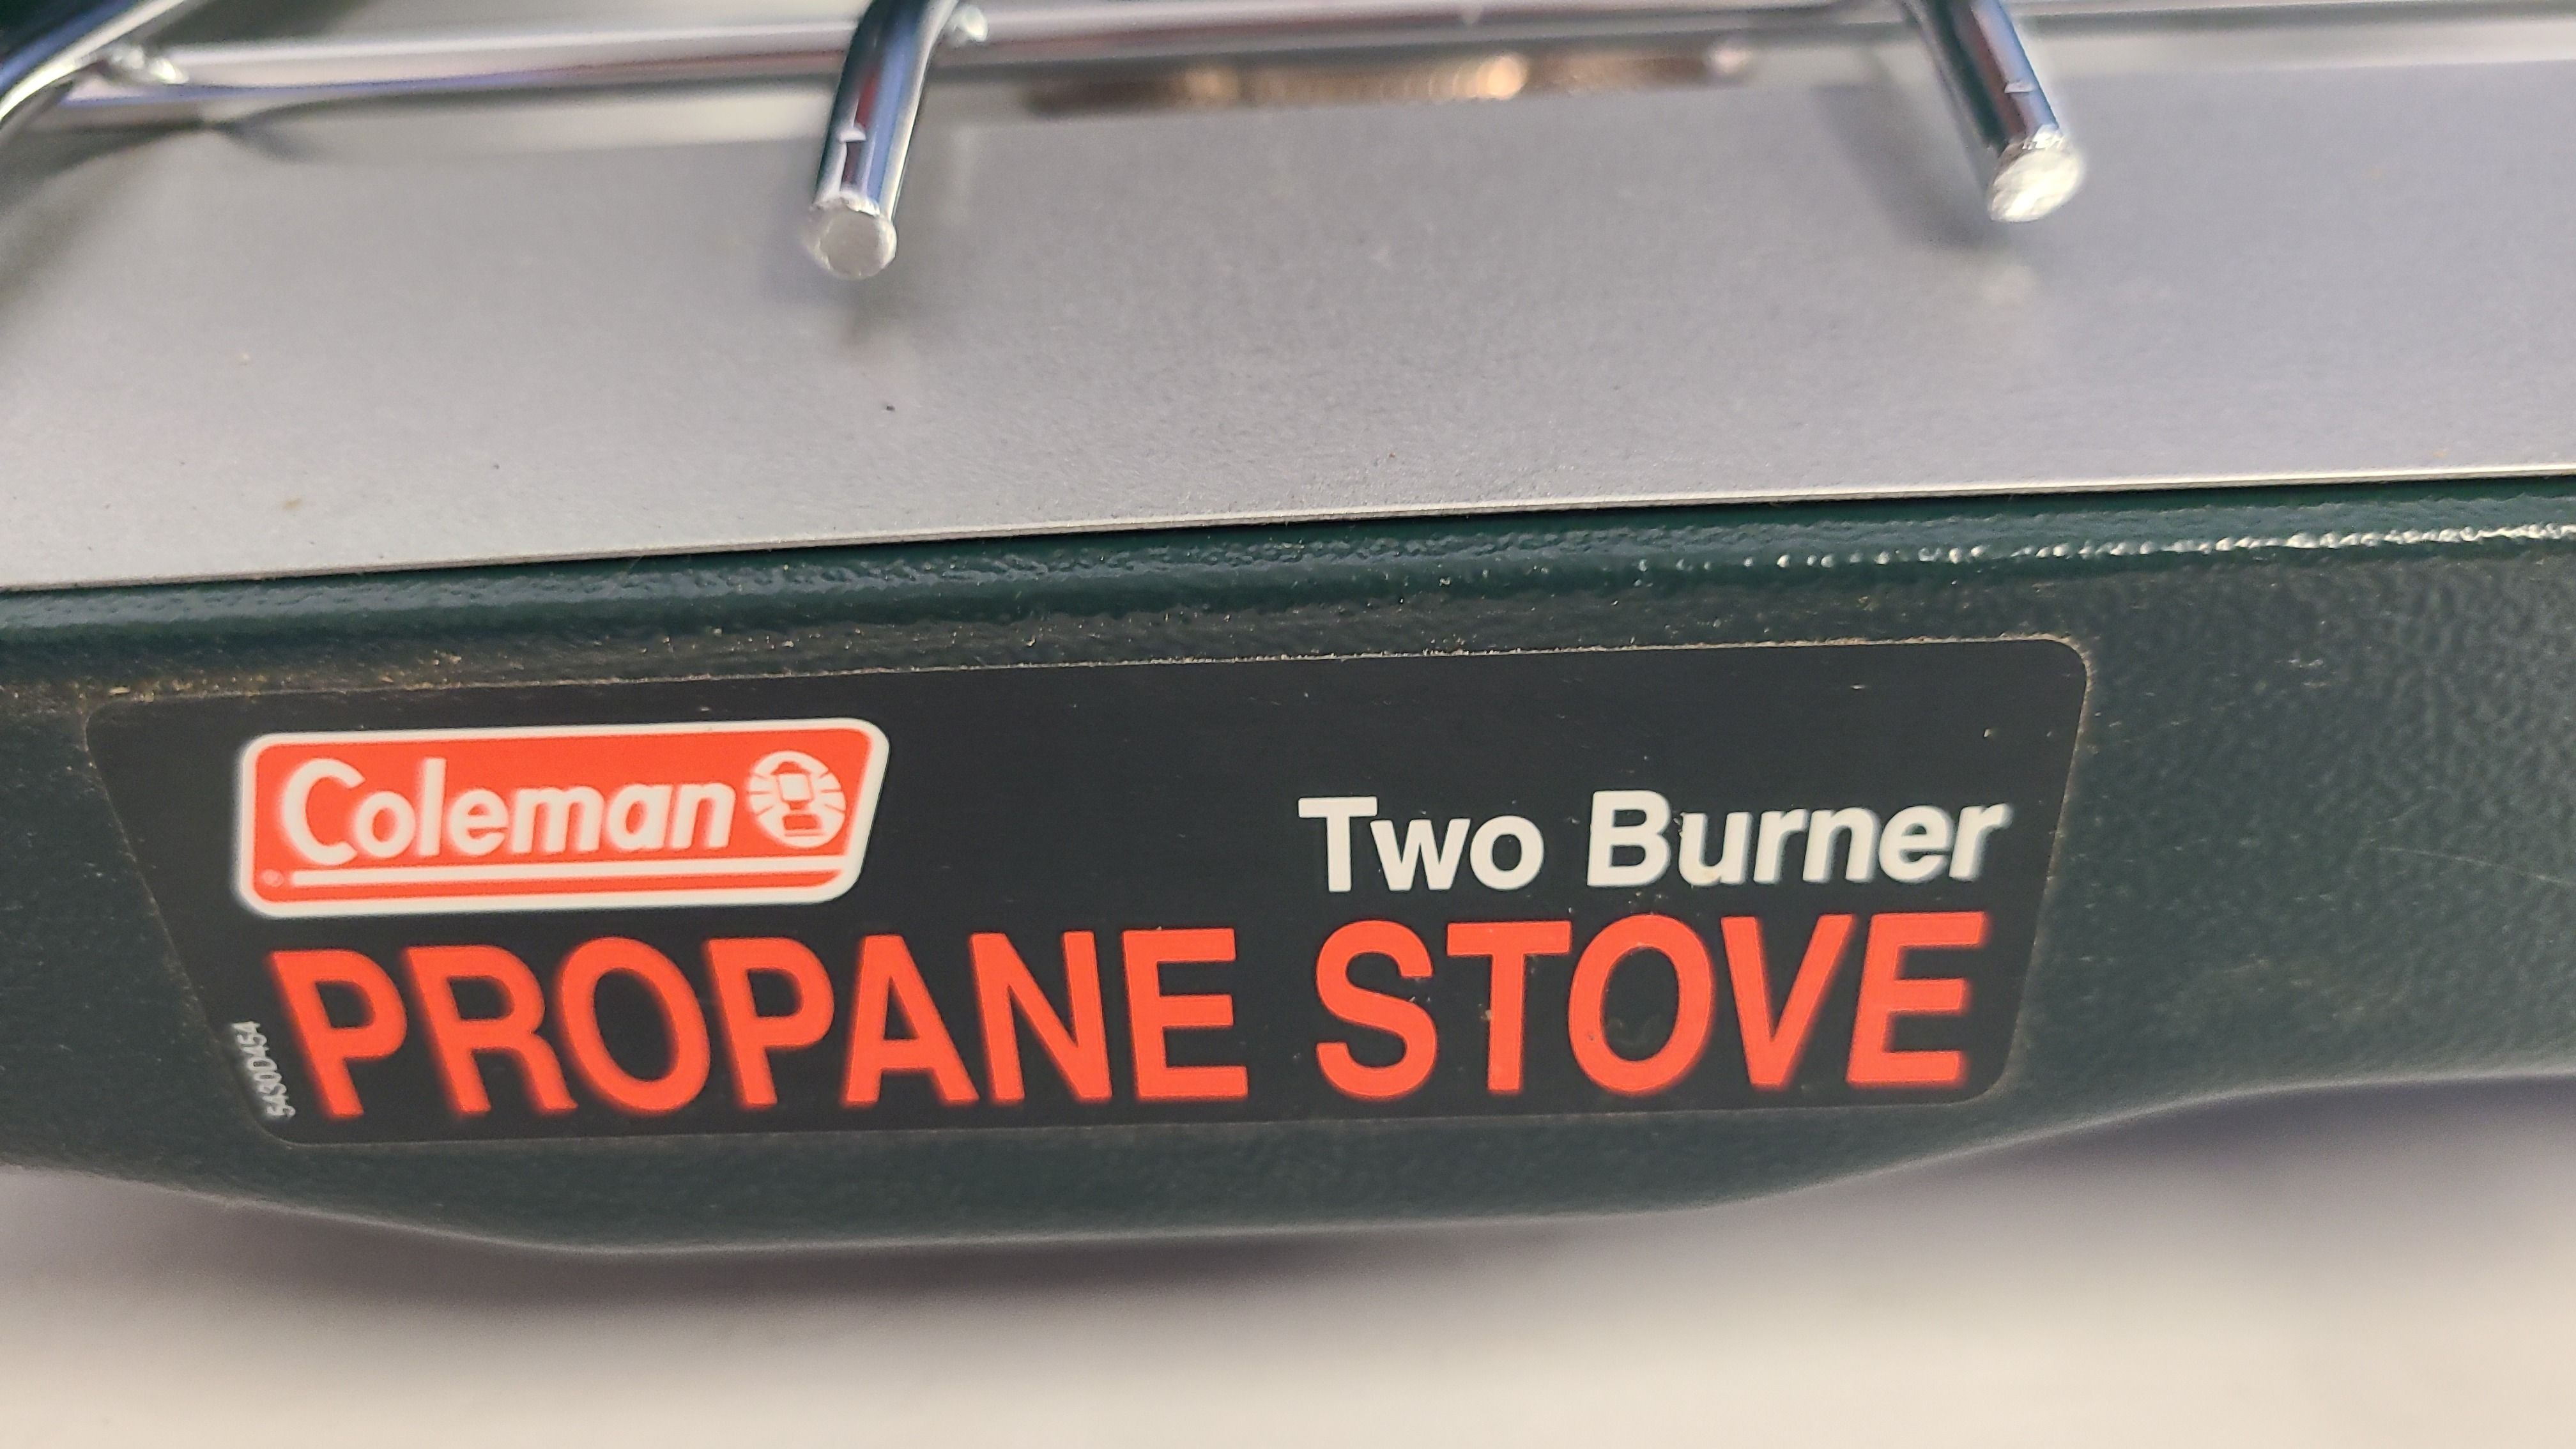 Coleman
Two Burner
PROPANE STOVE
5430D454